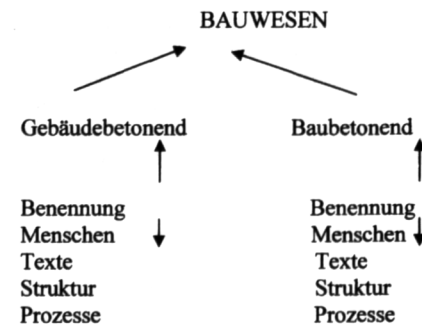 BAUWESEN
Gebäudebetonend Baubetonend
Benennung Benennung
Menschen Menschen
Texte Texte
Struktur Struktur
Prozesse Prozesse